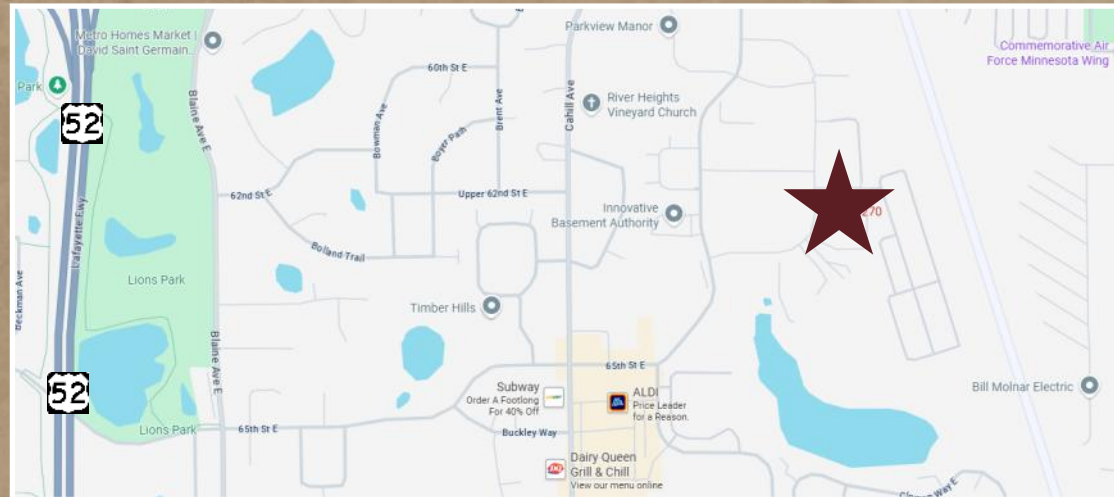 Metro Homes Market |
David Saint Germain...
Park
52
Blaine Ave E
60th St E
Bowman Ave
Boyer Path
Brent Ave
Parkview Manor
Cahill Ave
River Heights
Vineyard Church
Commemorative Air
Force Minnesota Wing
62nd St E
Upper 62nd St E
Innovative
Basement Authority
270
Lafayette Fwy
Bolland Trail
Lions Park
Beckman Ave
Timber Hills
Blaine Ave E
65th St E
52
Subway
Order A Footlong
For 40% Off
ALDI
Price Leader
for a Reason.
Bill Molnar Electric
Lions Park
65th St E
Buckley Way
Dairy Queen
Grill & Chill
View our menu online
Way E